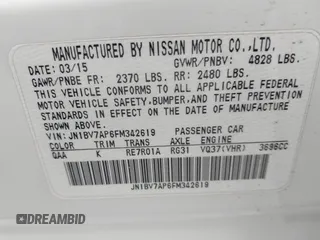 MANUFACTURED BY NISSAN MOTOR CO.,LTD.
DATE: 03/15 GVWR/PNBV: 4828 LBS.
GAWR/PNBE FR: 2370 LBS. RR: 2480 LBS.
THIS VEHICLE CONFORMS TO ALL APPLICABLE FEDERAL
MOTOR VEHICLE SAFETY,BUMPER,AND THEFT PREVENTION
STANDARDS IN EFFECT ON THE DATE OF MANUFACTURE
SHOWN ABOVE.
VIN: JN1BV7AP6FM342619 PASSENGER CAR
COLOR TRIM TRANS AXLE ENGINE
QAA K RE7R01A RG31 VQ37(VHR) 3696CC
JN1BV7AP6FM342619